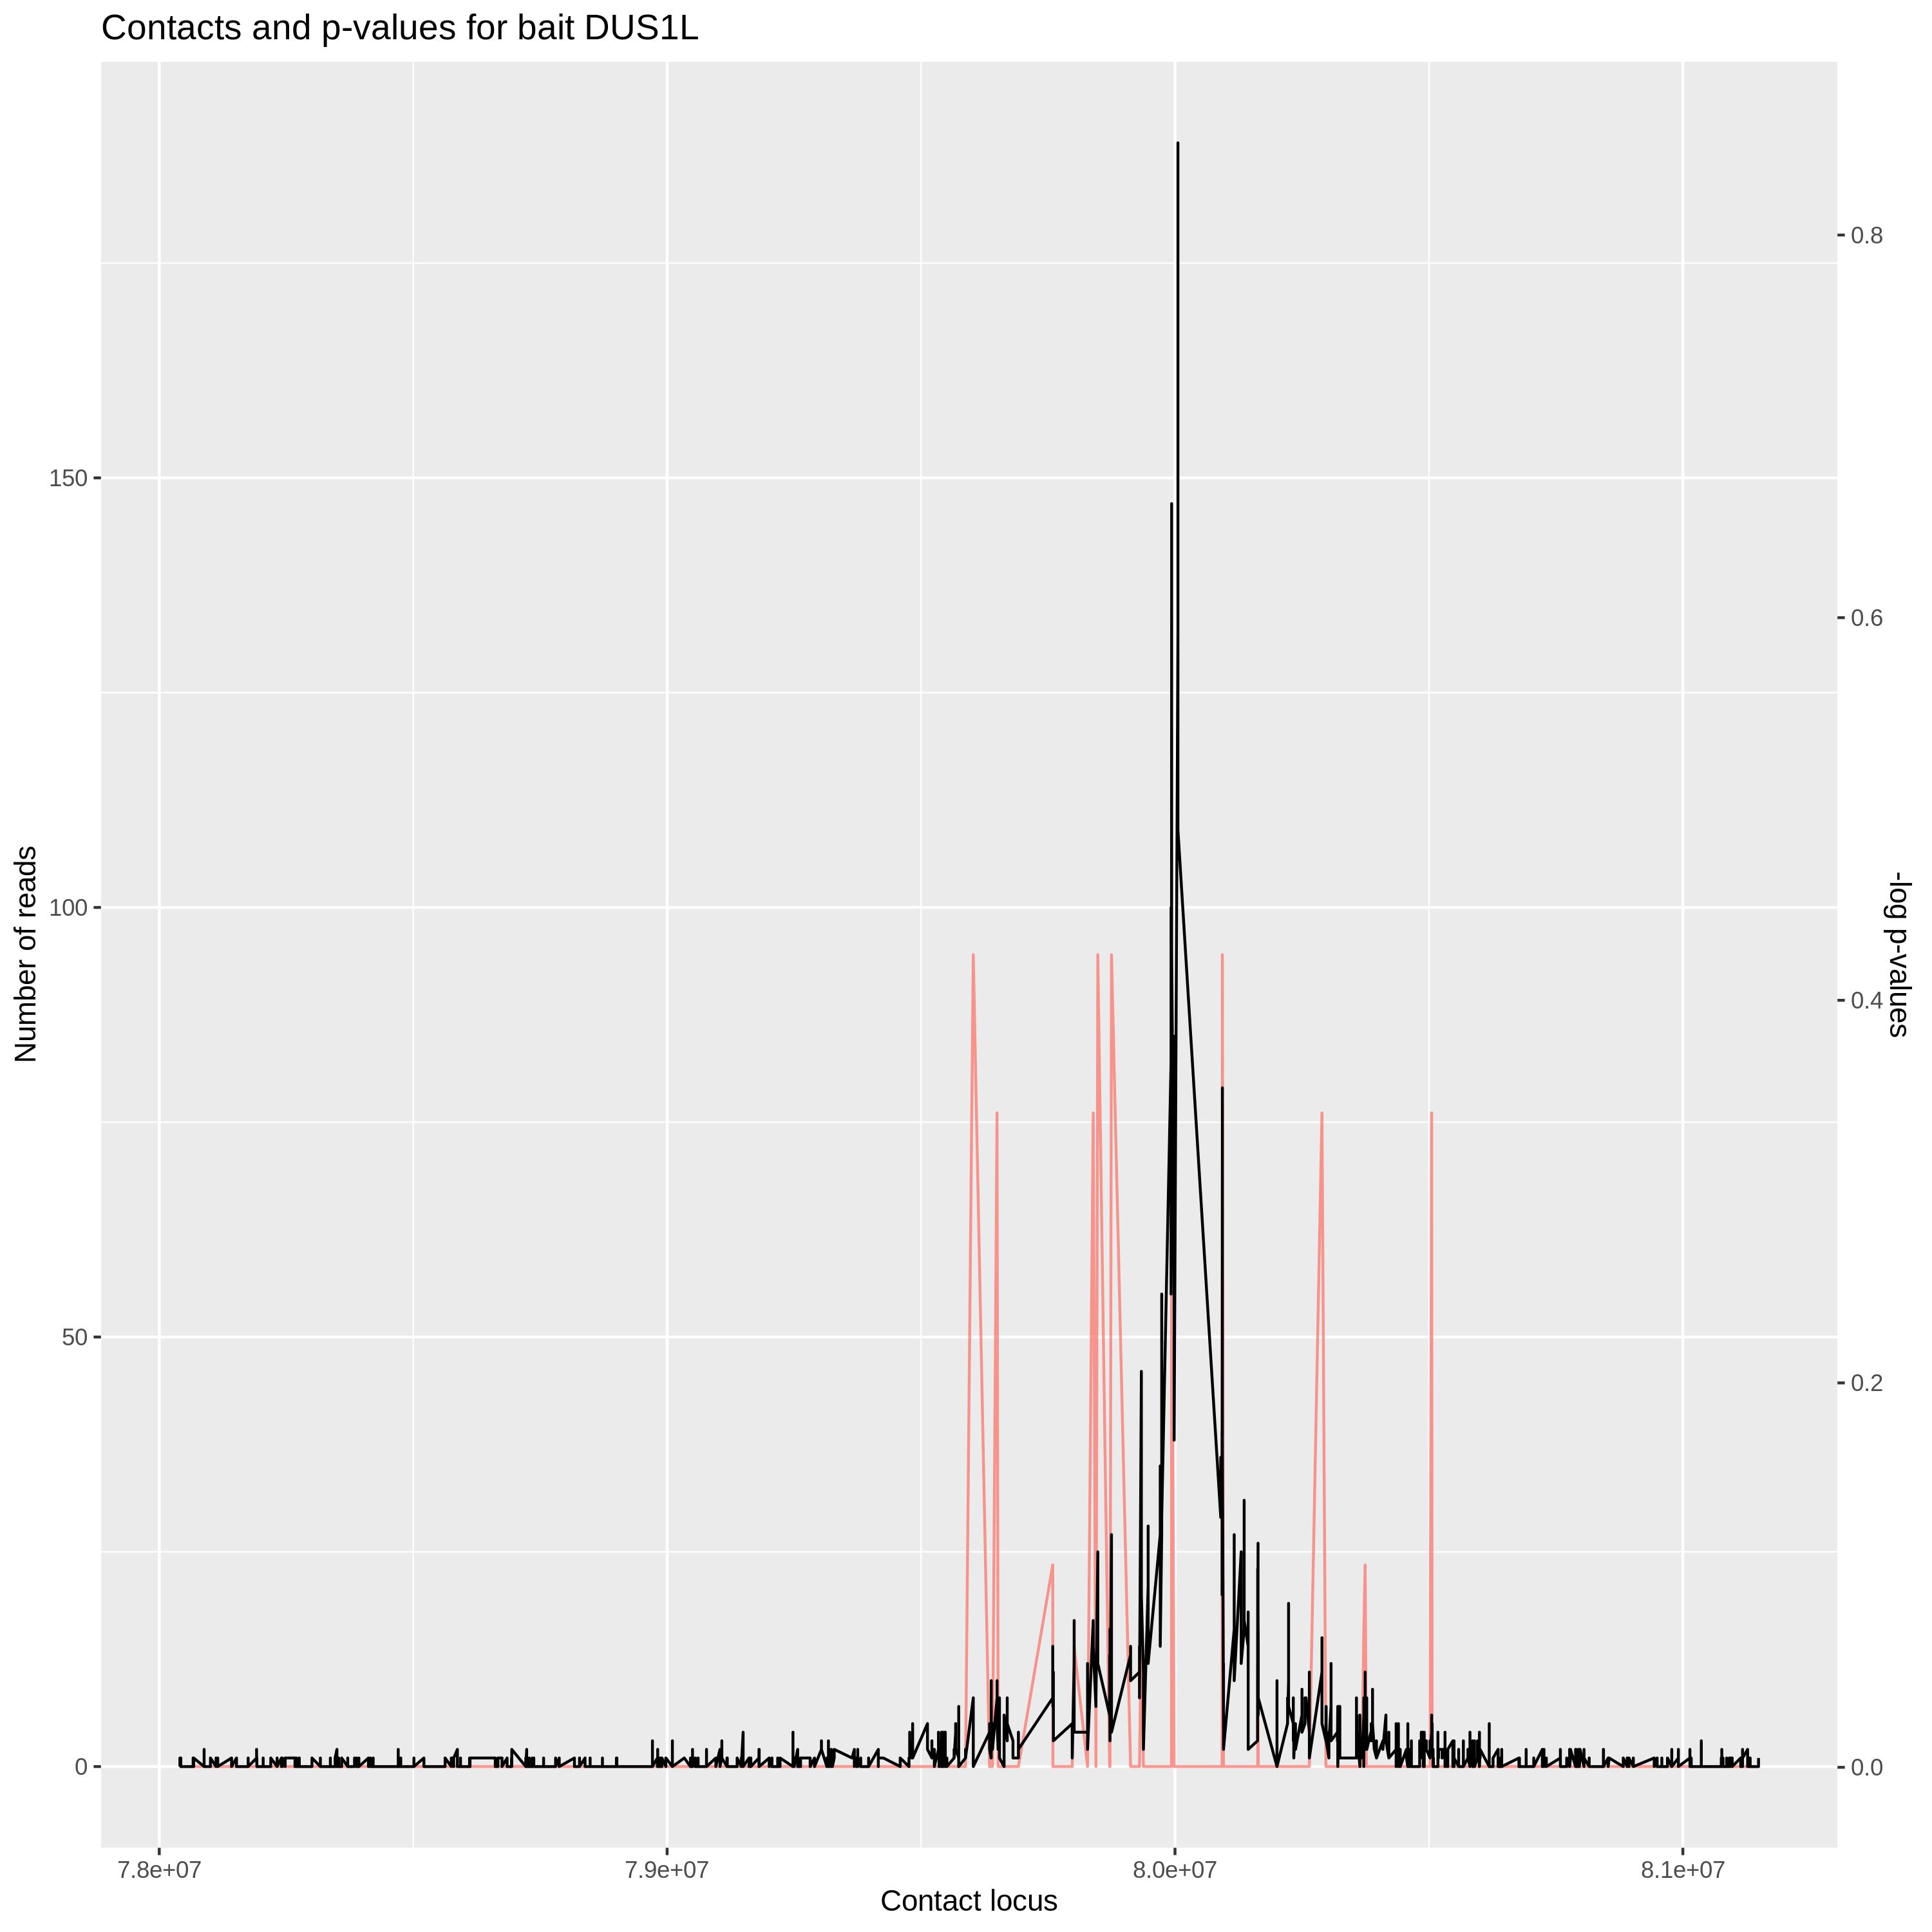 Contacts and p-values for bait DUS1L
Number of reads
150
100
50
0
0.8
0.6
0.4
0.2
0.0
-log p-values
7.8e+07
7.9e+07
8.0e+07
8.1e+07
Contact locus